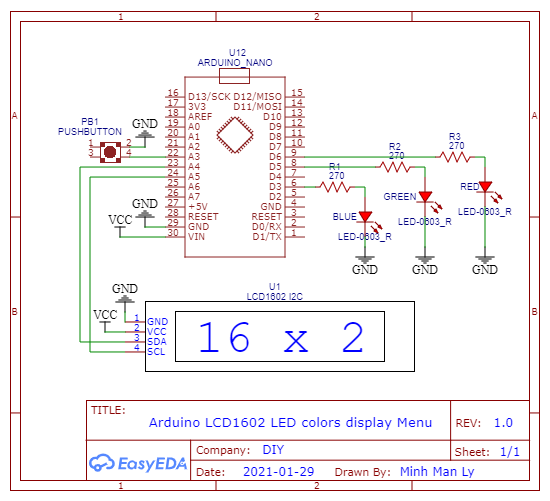 1
2
A
A
B
B
U12
ARDUINO_NANO
16 D13/SCK D12/MISO 15
17 3V3 D11/MOSI 14
18 AREF D10 13
19 A0 D9 12
20 A1 D8 11
21 A2 D7 10
22 A3 D6 9
23 A4 D5 8
24 A5 D4 7
25 A6 D3 6
26 A7 D2 5
27 +5V GND 4
28 RESET RESET 3
29 GND D0/RX 2
30 VIN D1/TX 1
PB1
PUSHBUTTON
1 2
3 4
GND
GND
VCC
R1
270
R2
270
R3
270
BLUE
LED-0603_R
GREEN
LED-0603_R
RED
LED-0603_R
GND
GND
GND
U1
LCD1602 I2C
GND
VCC
1 GND
2 VCC
3 SDA
4 SCL
16 x 2
TITLE:
Arduino LCD1602 LED colors display Menu
REV: 1.0
EasyEDA
Company: DIY
Sheet: 1/1
Date: 2021-01-29
Drawn By: Minh Man Ly
1
2